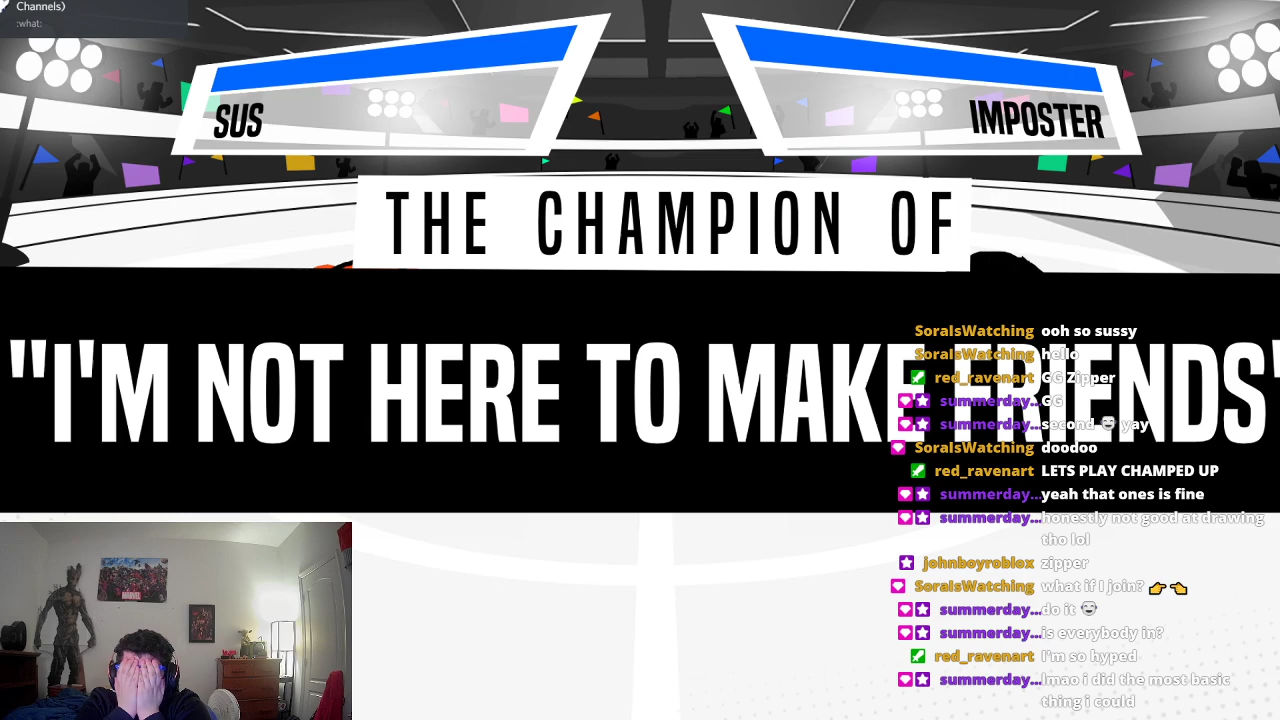 Channels)
:what:
SUS
IMPOSTER
THE CHAMPION OF
"I'M NOT HERE TO MAKE FRIENDS"
SoraIsWatching ooh so sussy
SoraIsWatching hello
red_ravenart GG Zipper
summerday... GG
summerday... second 😅 yay
SoraIsWatching doodoo
red_ravenart LETS PLAY CHAMPED UP
summerday... yeah that ones is fine
summerday... honestly not good at drawing
tho lol
johnboyroblox zipper
SoraIsWatching what if I join? 👉 👈
summerday... do it 😅
summerday... is everybody in?
red_ravenart I'm so hyped
summerday... lmao i did the most basic
thing i could
MARVEL